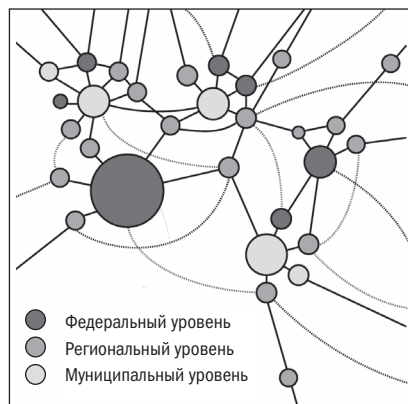 Федеральный уровень
Региональный уровень
Муниципальный уровень